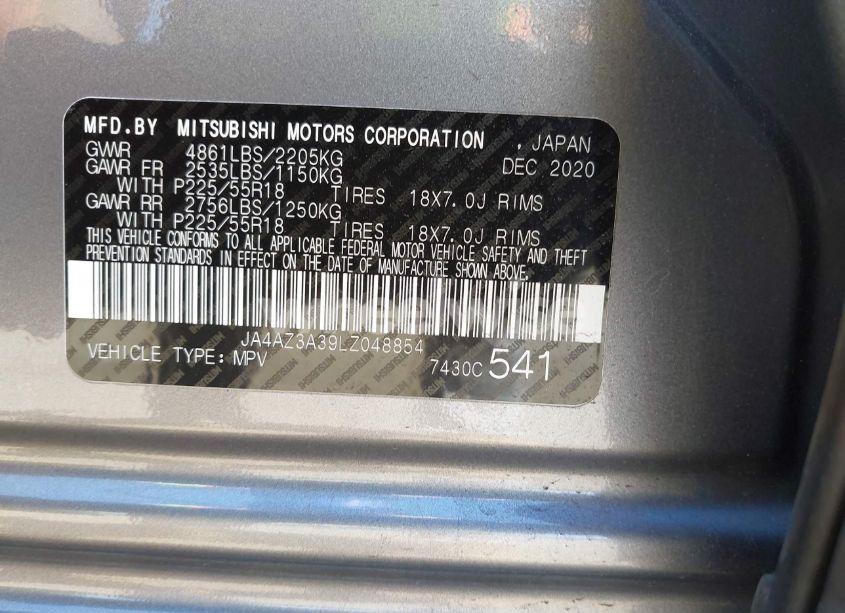 MFD.BY MITSUBISHI MOTORS CORPORATION , JAPAN
GVWR 4861LBS/2205KG DEC 2020
GAWR FR 2535LBS/1150KG
WITH P225/55R18 TIRES 18X7.0J RIMS
GAWR RR 2756LBS/1250KG
WITH P225/55R18 TIRES 18X7.0J RIMS
THIS VEHICLE CONFORMS TO ALL APPLICABLE FEDERAL MOTOR VEHICLE SAFETY AND THEFT
PREVENTION STANDARDS IN EFFECT ON THE DATE OF MANUFACTURE SHOWN ABOVE.
JA4AZ3A39LZ048854
VEHICLE TYPE: MPV 7430C 541